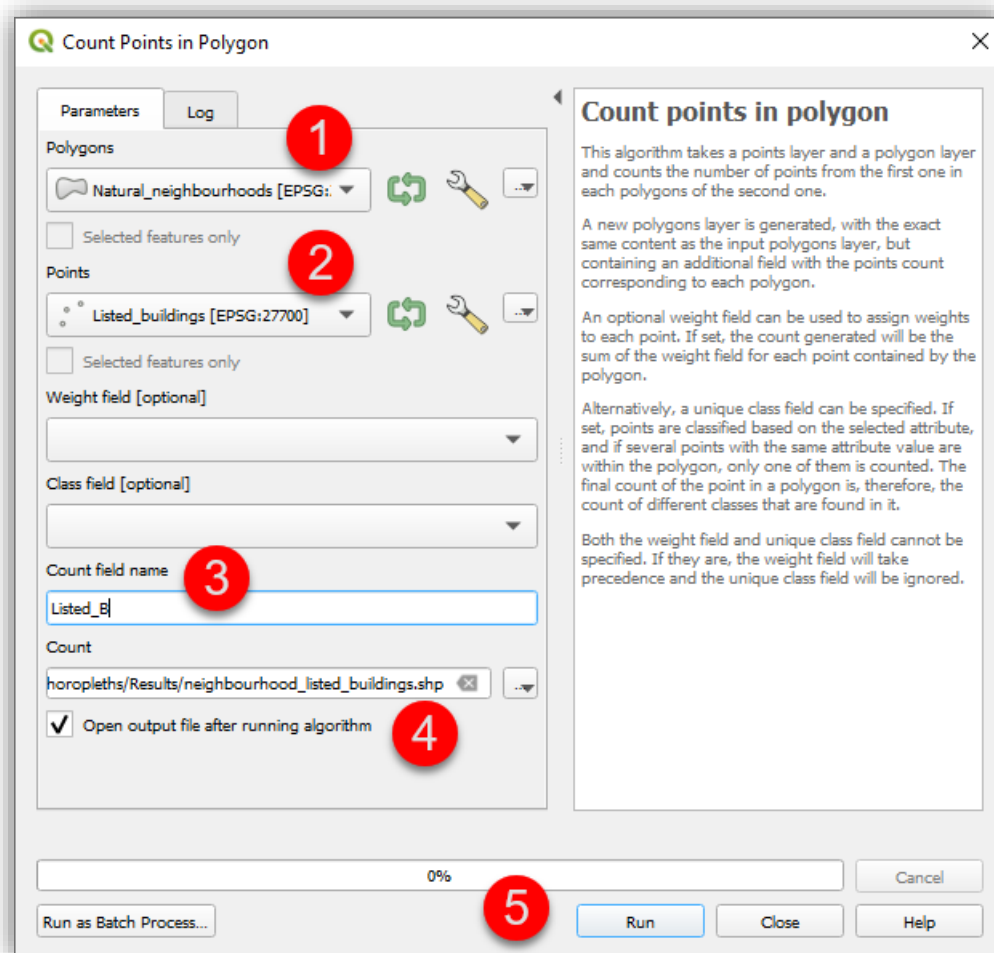 Count Points in Polygon
Parameters
Log
1
Polygons
Natural_neighbourhoods [EPSG:
Selected features only
2
Points
Listed_buildings [EPSG:27700]
Selected features only
Weight field [optional]
Class field [optional]
Count field name
3
Listed_B
Count
horopleths/Results/neighbourhood_listed_buildings.shp
Open output file after running algorithm
4
Count points in polygon
This algorithm takes a points layer and a polygon layer
and counts the number of points from the first one in
each polygons of the second one.
A new polygons layer is generated, with the exact
same content as the input polygons layer, but
containing an additional field with the points count
corresponding to each polygon.
An optional weight field can be used to assign weights
to each point. If set, the count generated will be the
sum of the weight field for each point contained by the
polygon.
Alternatively, a unique class field can be specified. If
set, points are classified based on the selected attribute,
and if several points with the same attribute value are
within the polygon, only one of them is counted. The
final count of the point in a polygon is, therefore, the
count of different classes that are found in it.
Both the weight field and unique class field cannot be
specified. If they are, the weight field will take
precedence and the unique class field will be ignored.
0%
Cancel
Run as Batch Process...
5
Run
Close
Help